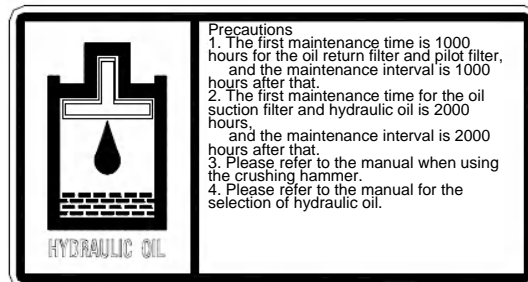 HYDRAULIC OIL
Precautions
1. The first maintenance time is 1000
hours for the oil return filter and pilot filter,
and the maintenance interval is 1000
hours after that.
2. The first maintenance time for the oil
suction filter and hydraulic oil is 2000
hours,
and the maintenance interval is 2000
hours after that.
3. Please refer to the manual when using
the crushing hammer.
4. Please refer to the manual for the
selection of hydraulic oil.